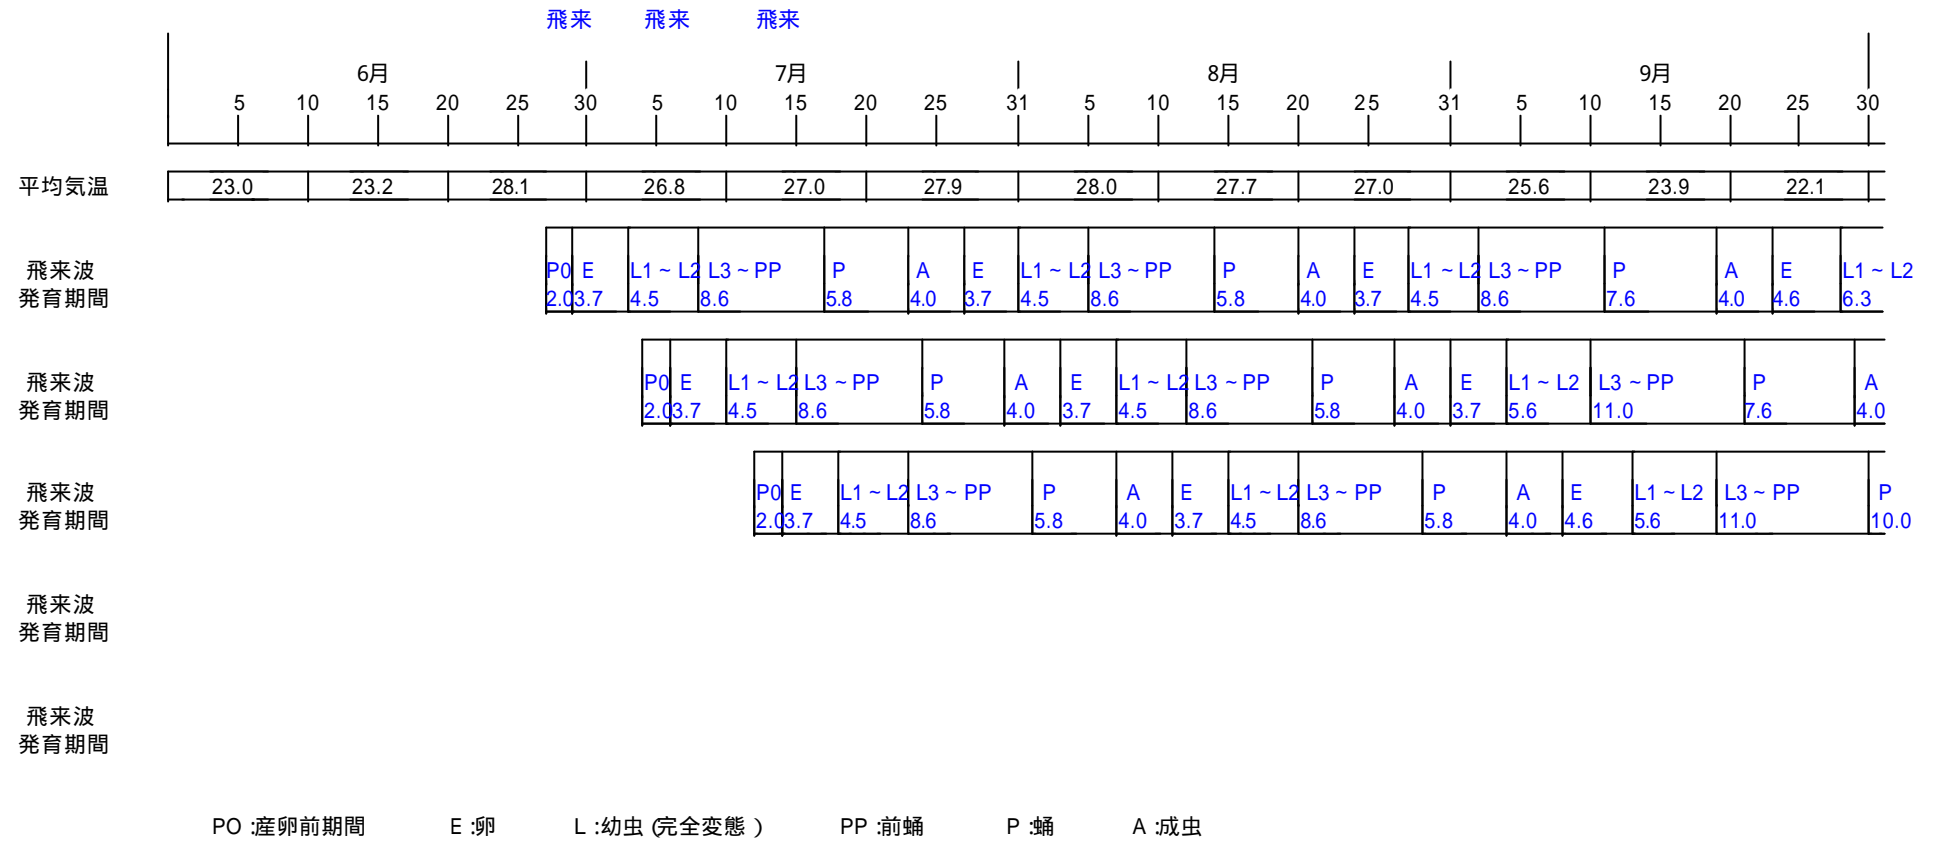 飛来 飛来 飛来
6月 7月 8月 9月
5 10 15 20 25 30 5 10 15 20 25 31 5 10 15 20 25 31 5 10 15 20 25 30
平均気温 23.0 23.2 28.1 26.8 27.0 27.9 28.0 27.7 27.0 25.6 23.9 22.1
飛来波 P0 E L1 ~ L2 L3 ~ PP P A E L1 ~ L2 L3 ~ PP P A E L1 ~ L2 L3 ~ PP P A E L1 ~ L2
発育期間 2.0 3.7 4.5 8.6 5.8 4.0 3.7 4.5 8.6 5.8 4.0 3.7 4.5 8.6 7.6 4.0 4.6 6.3
飛来波 P0 E L1 ~ L2 L3 ~ PP P A E L1 ~ L2 L3 ~ PP P A E L1 ~ L2 L3 ~ PP P A
発育期間 2.0 3.7 4.5 8.6 5.8 4.0 3.7 4.5 8.6 5.8 4.0 3.7 5.6 11.0 7.6 4.0
飛来波 P0 E L1 ~ L2 L3 ~ PP P A E L1 ~ L2 L3 ~ PP P A E L1 ~ L2 L3 ~ PP P
発育期間 2.0 3.7 4.5 8.6 5.8 4.0 3.7 4.5 8.6 5.8 4.0 4.6 5.6 11.0 10.0
飛来波
発育期間
飛来波
発育期間
PO :産卵前期間 E :卵 L :幼虫 (完全変態 ) PP :前蛹 P :蛹 A :成虫